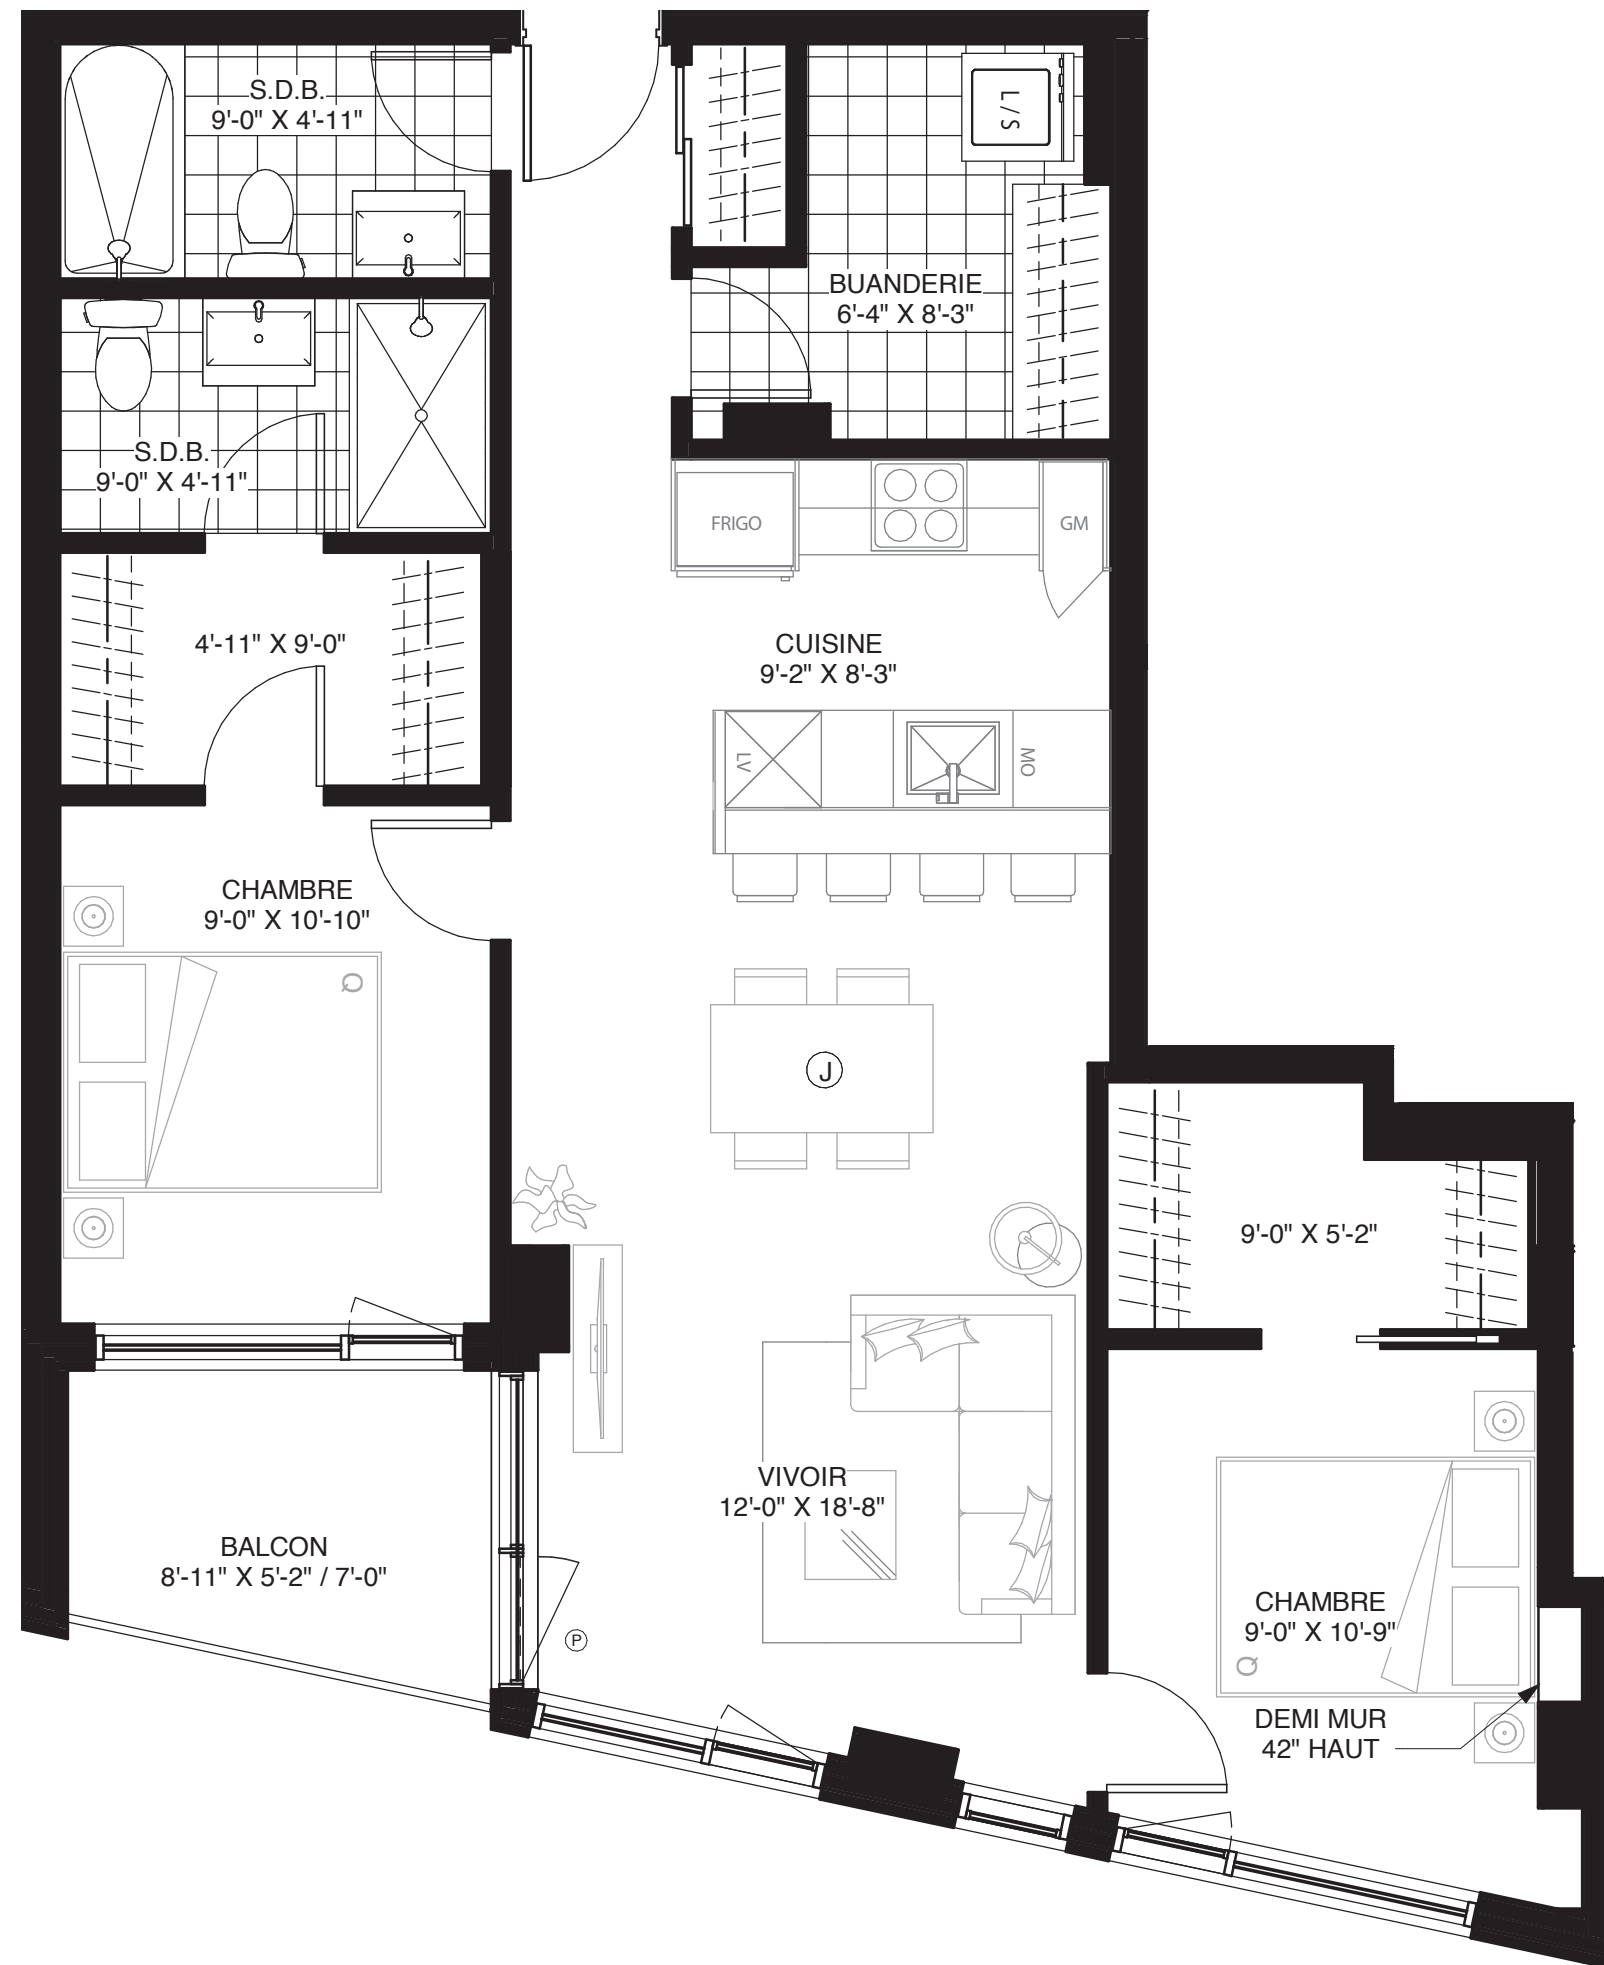 S.D.B.
9'-0" X 4'-11"
L/S
BUANDERIE
6'-4" X 8'-3"
S.D.B.
9'-0" X 4'-11"
FRIGO
GM
4'-11" X 9'-0"
CUISINE
9'-2" X 8'-3"
LV
MO
CHAMBRE
9'-0" X 10'-10"
Q
J
9'-0" X 5'-2"
VIVOIR
12'-0" X 18'-8"
BALCON
8'-11" X 5'-2" / 7'-0"
P
CHAMBRE
9'-0" X 10'-9"
Q
DEMI MUR
42" HAUT